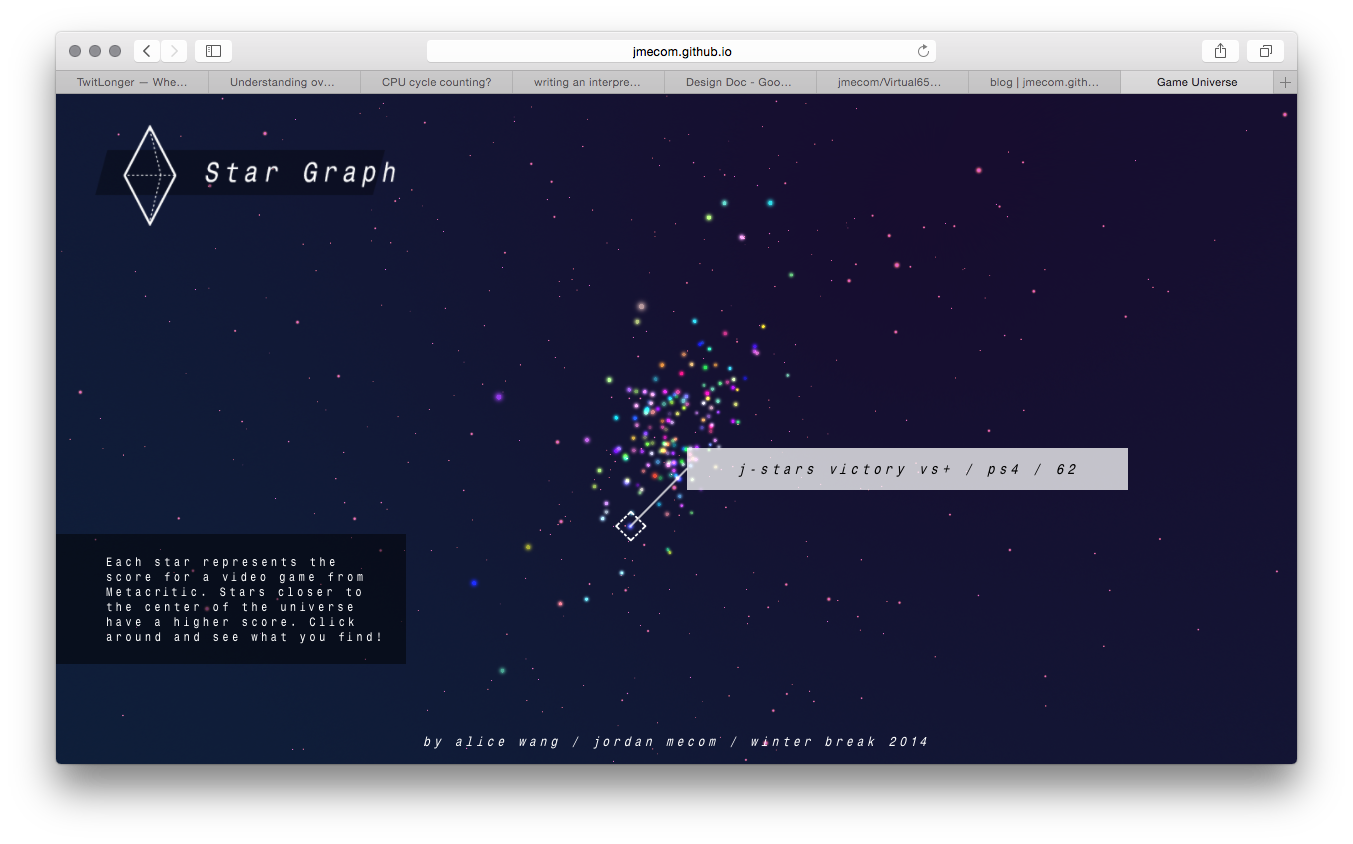 jmecom.github.io
TwitLonger — Whe...
Understanding ov...
CPU cycle counting?
writing an interpre...
Design Doc - Goo...
jmecom/Virtual65...
blog | jmecom.gith...
Game Universe
Star Graph
j-stars victory vs+ / ps4 / 62
Each star represents the
score for a video game from
Metacritic. Stars closer to
the center of the universe
have a higher score. Click
around and see what you find!
by alice wang / jordan mecom / winter break 2014